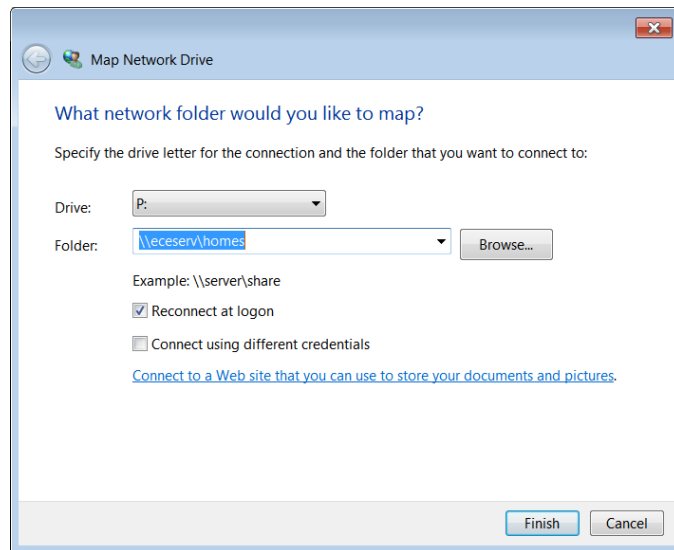 Map Network Drive
What network folder would you like to map?
Specify the drive letter for the connection and the folder that you want to connect to:
Drive: P:
Folder: \\eceserv\homes Browse...
Example: \\server\share
Reconnect at logon
Connect using different credentials
Connect to a Web site that you can use to store your documents and pictures.
Finish Cancel